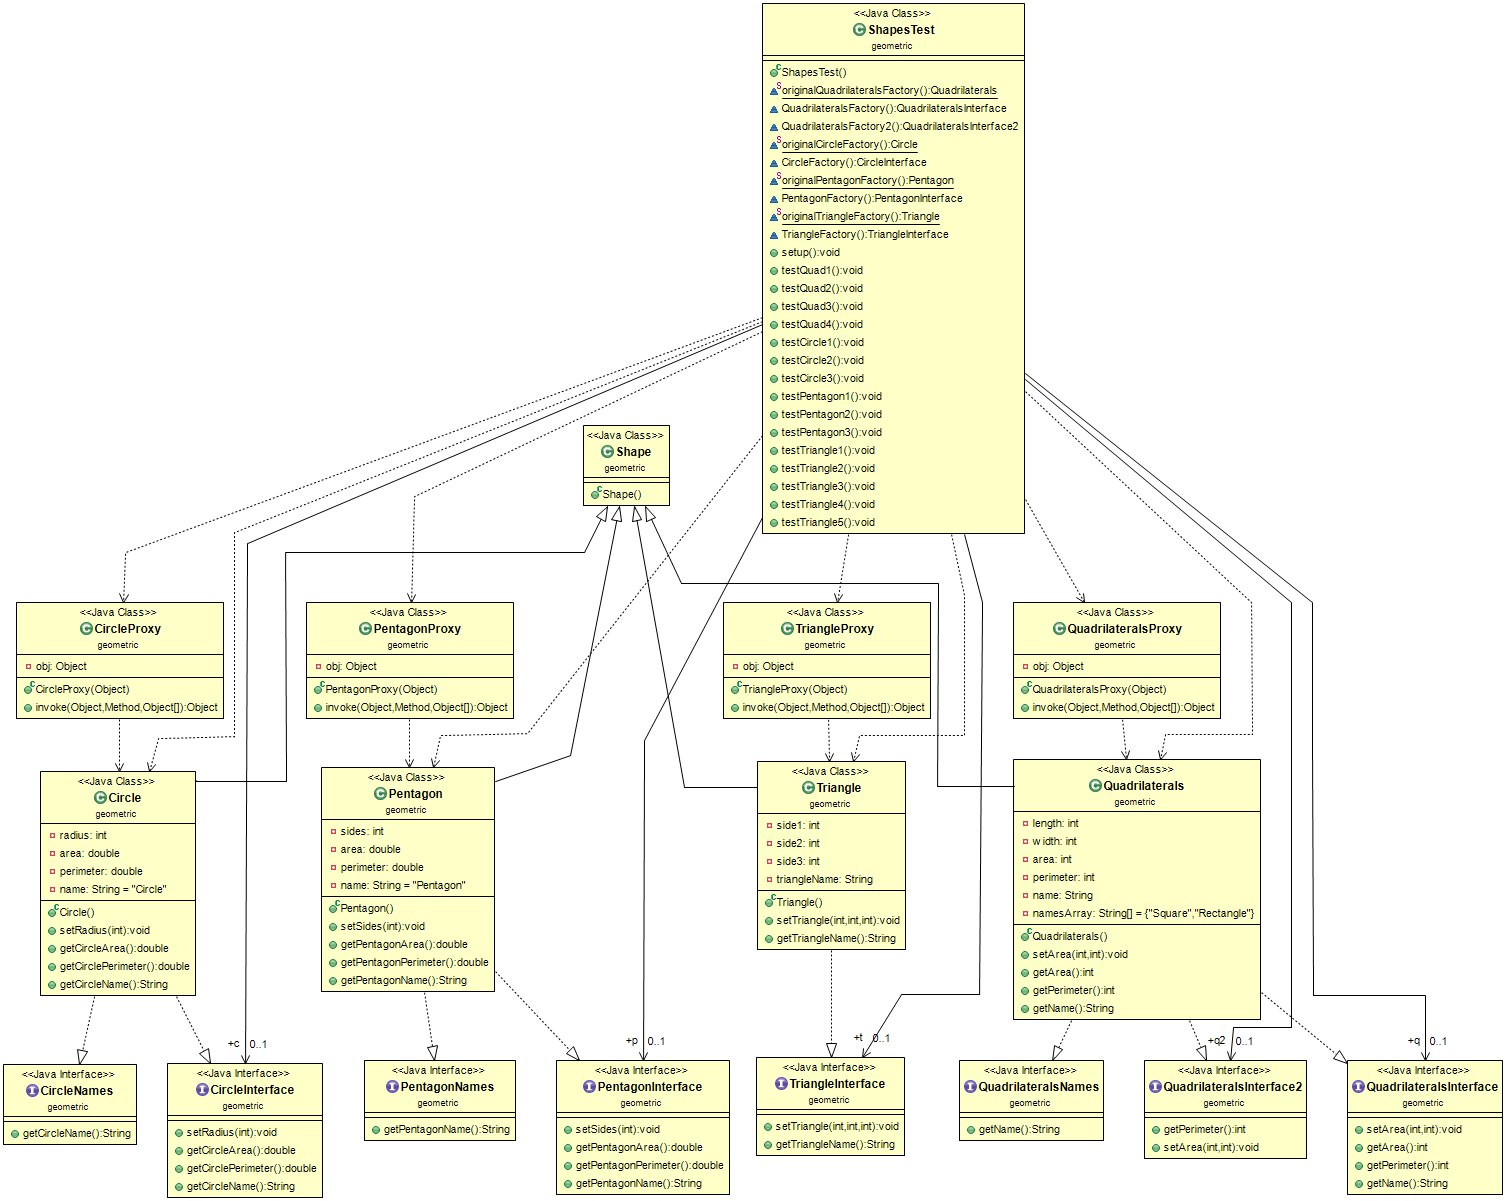 <<Java Class>>
ShapesTest
geometric
ShapesTest()
originalQuadrilateralsFactory():Quadrilaterals
QuadrilateralsFactory():QuadrilateralsInterface
QuadrilateralsFactory2():QuadrilateralsInterface2
originalCircleFactory():Circle
CircleFactory():CircleInterface
originalPentagonFactory():Pentagon
PentagonFactory():PentagonInterface
originalTriangleFactory():Triangle
TriangleFactory():TriangleInterface
setup():void
testQuad1():void
testQuad2():void
testQuad3():void
testQuad4():void
testCircle1():void
testCircle2():void
testCircle3():void
testPentagon1():void
testPentagon2():void
testPentagon3():void
testTriangle1():void
testTriangle2():void
testTriangle3():void
testTriangle4():void
testTriangle5():void
<<Java Class>>
Shape
geometric
Shape()
<<Java Class>>
CircleProxy
geometric
obj: Object
CircleProxy(Object)
invoke(Object,Method,Object[]):Object
<<Java Class>>
PentagonProxy
geometric
obj: Object
PentagonProxy(Object)
invoke(Object,Method,Object[]):Object
<<Java Class>>
TriangleProxy
geometric
obj: Object
TriangleProxy(Object)
invoke(Object,Method,Object[]):Object
<<Java Class>>
QuadrilateralsProxy
geometric
obj: Object
QuadrilateralsProxy(Object)
invoke(Object,Method,Object[]):Object
<<Java Class>>
Circle
geometric
radius: int
area: double
perimeter: double
name: String = "Circle"
Circle()
setRadius(int):void
getCircleArea():double
getCirclePerimeter():double
getCircleName():String
<<Java Class>>
Pentagon
geometric
sides: int
area: double
perimeter: double
name: String = "Pentagon"
Pentagon()
setSides(int):void
getPentagonArea():double
getPentagonPerimeter():double
getPentagonName():String
<<Java Class>>
Triangle
geometric
side1: int
side2: int
side3: int
triangleName: String
Triangle()
setTriangle(int,int,int):void
getTriangleName():String
<<Java Class>>
Quadrilaterals
geometric
length: int
width: int
area: int
perimeter: int
name: String
namesArray: String[] = {"Square","Rectangle"}
Quadrilaterals()
setArea(int,int):void
getArea():int
getPerimeter():int
getName():String
+c 0..1
+p 0..1
+t 0..1
+q2 0..1
+q 0..1
<<Java Interface>>
CircleNames
geometric
getCircleName():String
<<Java Interface>>
CircleInterface
geometric
setRadius(int):void
getCircleArea():double
getCirclePerimeter():double
getCircleName():String
<<Java Interface>>
PentagonNames
geometric
getPentagonName():String
<<Java Interface>>
PentagonInterface
geometric
setSides(int):void
getPentagonArea():double
getPentagonPerimeter():double
getPentagonName():String
<<Java Interface>>
TriangleInterface
geometric
setTriangle(int,int,int):void
getTriangleName():String
<<Java Interface>>
QuadrilateralsNames
geometric
getName():String
<<Java Interface>>
QuadrilateralsInterface2
geometric
getPerimeter():int
setArea(int,int):void
<<Java Interface>>
QuadrilateralsInterface
geometric
setArea(int,int):void
getArea():int
getPerimeter():int
getName():String